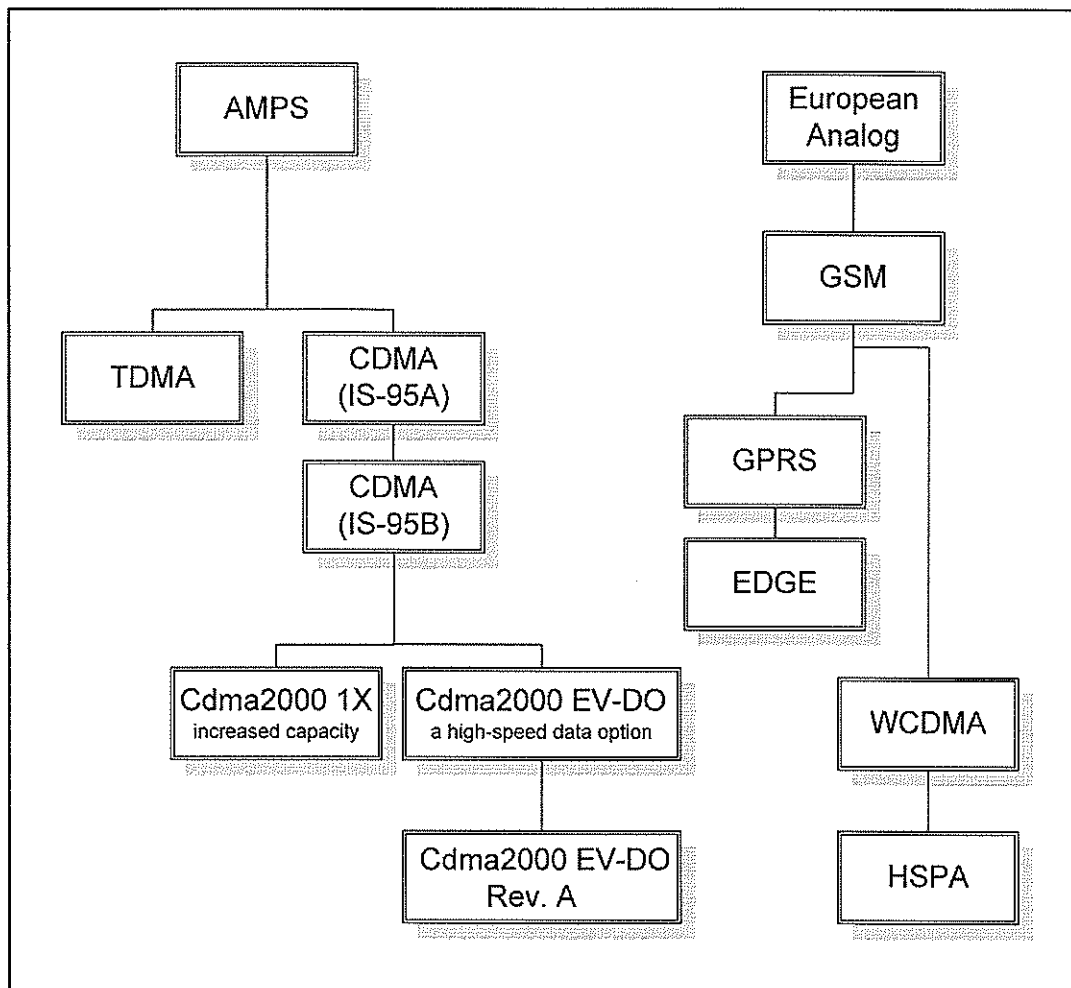 AMPS
European
Analog
GSM
TDMA
CDMA
(IS-95A)
CDMA
(IS-95B)
GPRS
EDGE
Cdma2000 1X
increased capacity
Cdma2000 EV-DO
a high-speed data option
WCDMA
Cdma2000 EV-DO
Rev. A
HSPA